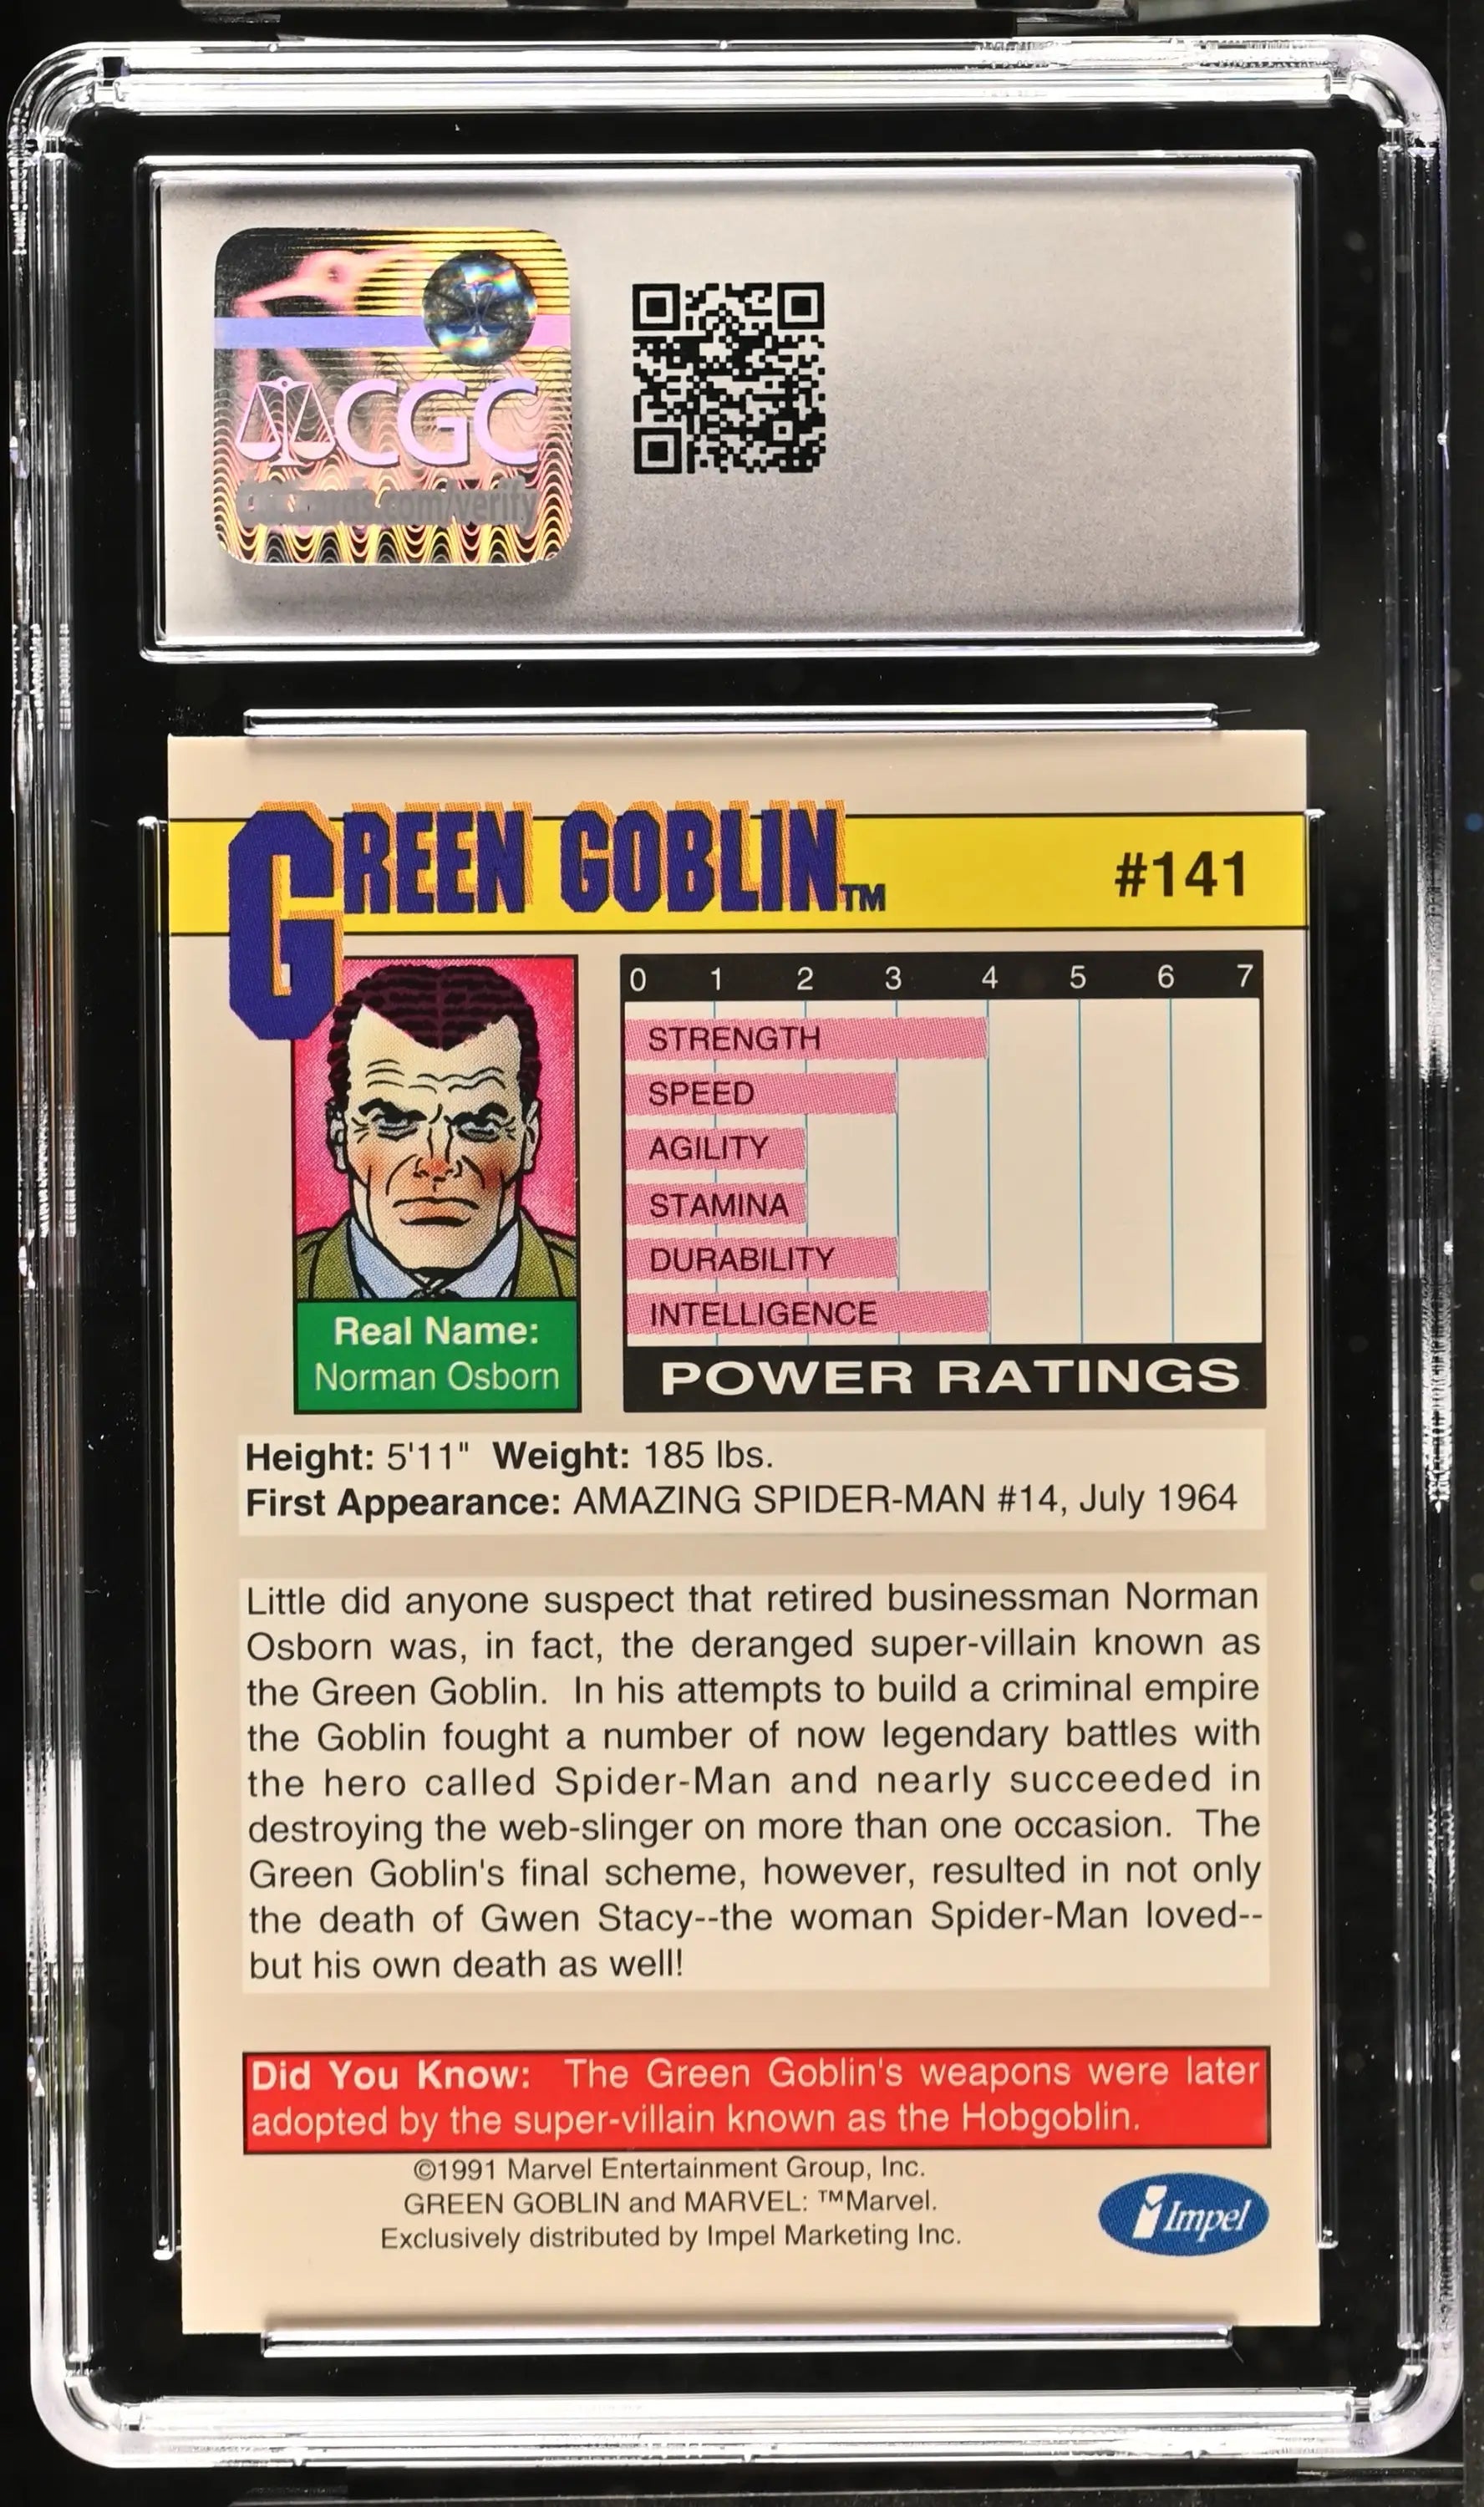 CGC
CGCcards.com/verify
GREEN GOBLIN™
#141
0 1 2 3 4 5 6 7
STRENGTH
SPEED
AGILITY
STAMINA
DURABILITY
INTELLIGENCE
POWER RATINGS
Real Name:
Norman Osborn
Height: 5'11" Weight: 185 lbs.
First Appearance: AMAZING SPIDER-MAN #14, July 1964
Little did anyone suspect that retired businessman Norman
Osborn was, in fact, the deranged super-villain known as
the Green Goblin. In his attempts to build a criminal empire
the Goblin fought a number of now legendary battles with
the hero called Spider-Man and nearly succeeded in
destroying the web-slinger on more than one occasion. The
Green Goblin's final scheme, however, resulted in not only
the death of Gwen Stacy--the woman Spider-Man loved--
but his own death as well!
Did You Know: The Green Goblin's weapons were later
adopted by the super-villain known as the Hobgoblin.
©1991 Marvel Entertainment Group, Inc.
GREEN GOBLIN and MARVEL: ™Marvel.
Exclusively distributed by Impel Marketing Inc.
Impel